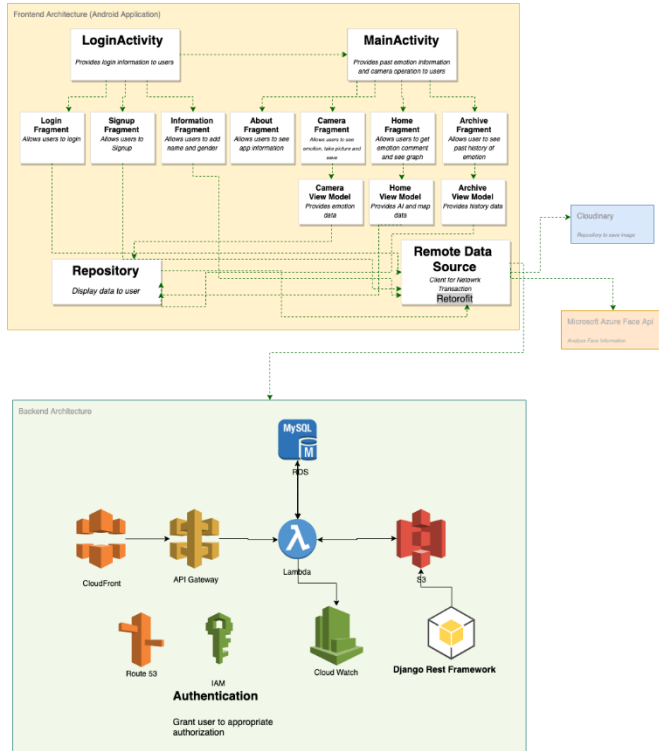 Frontend Architecture (Android Application)
LoginActivity
Provides login information to users
MainActivity
Provides past emotion information
and camera operation to users
Login
Fragment
Allows users to login
Signup
Fragment
Allows users to
Signup
Information
Fragment
Allows users to add
name and gender
About
Fragment
Allows users to see
app information
Camera
Fragment
Allows users to see
emotion, take picture and
save
Home
Fragment
Allows users to get
emotion comment
and see graph
Archive
Fragment
Allows user to see
past history of
emotion
Camera
View Model
Provides emotion
data
Home
View Model
Provides AI and map
data
Archive
View Model
Provides history data
Repository
Display data to user
Remote Data
Source
Client for Netowrk
Transaction
Retorofit
Cloudinary
Repository to save image
Microsoft Azure Face Api
Analyze Face Information
Backend Architecture
MySQL
M
RDS
CloudFront
API Gateway
λ
Lambda
S3
Route 53
IAM
Authentication
Grant user to appropriate
authorization
Cloud Watch
Django Rest Framework